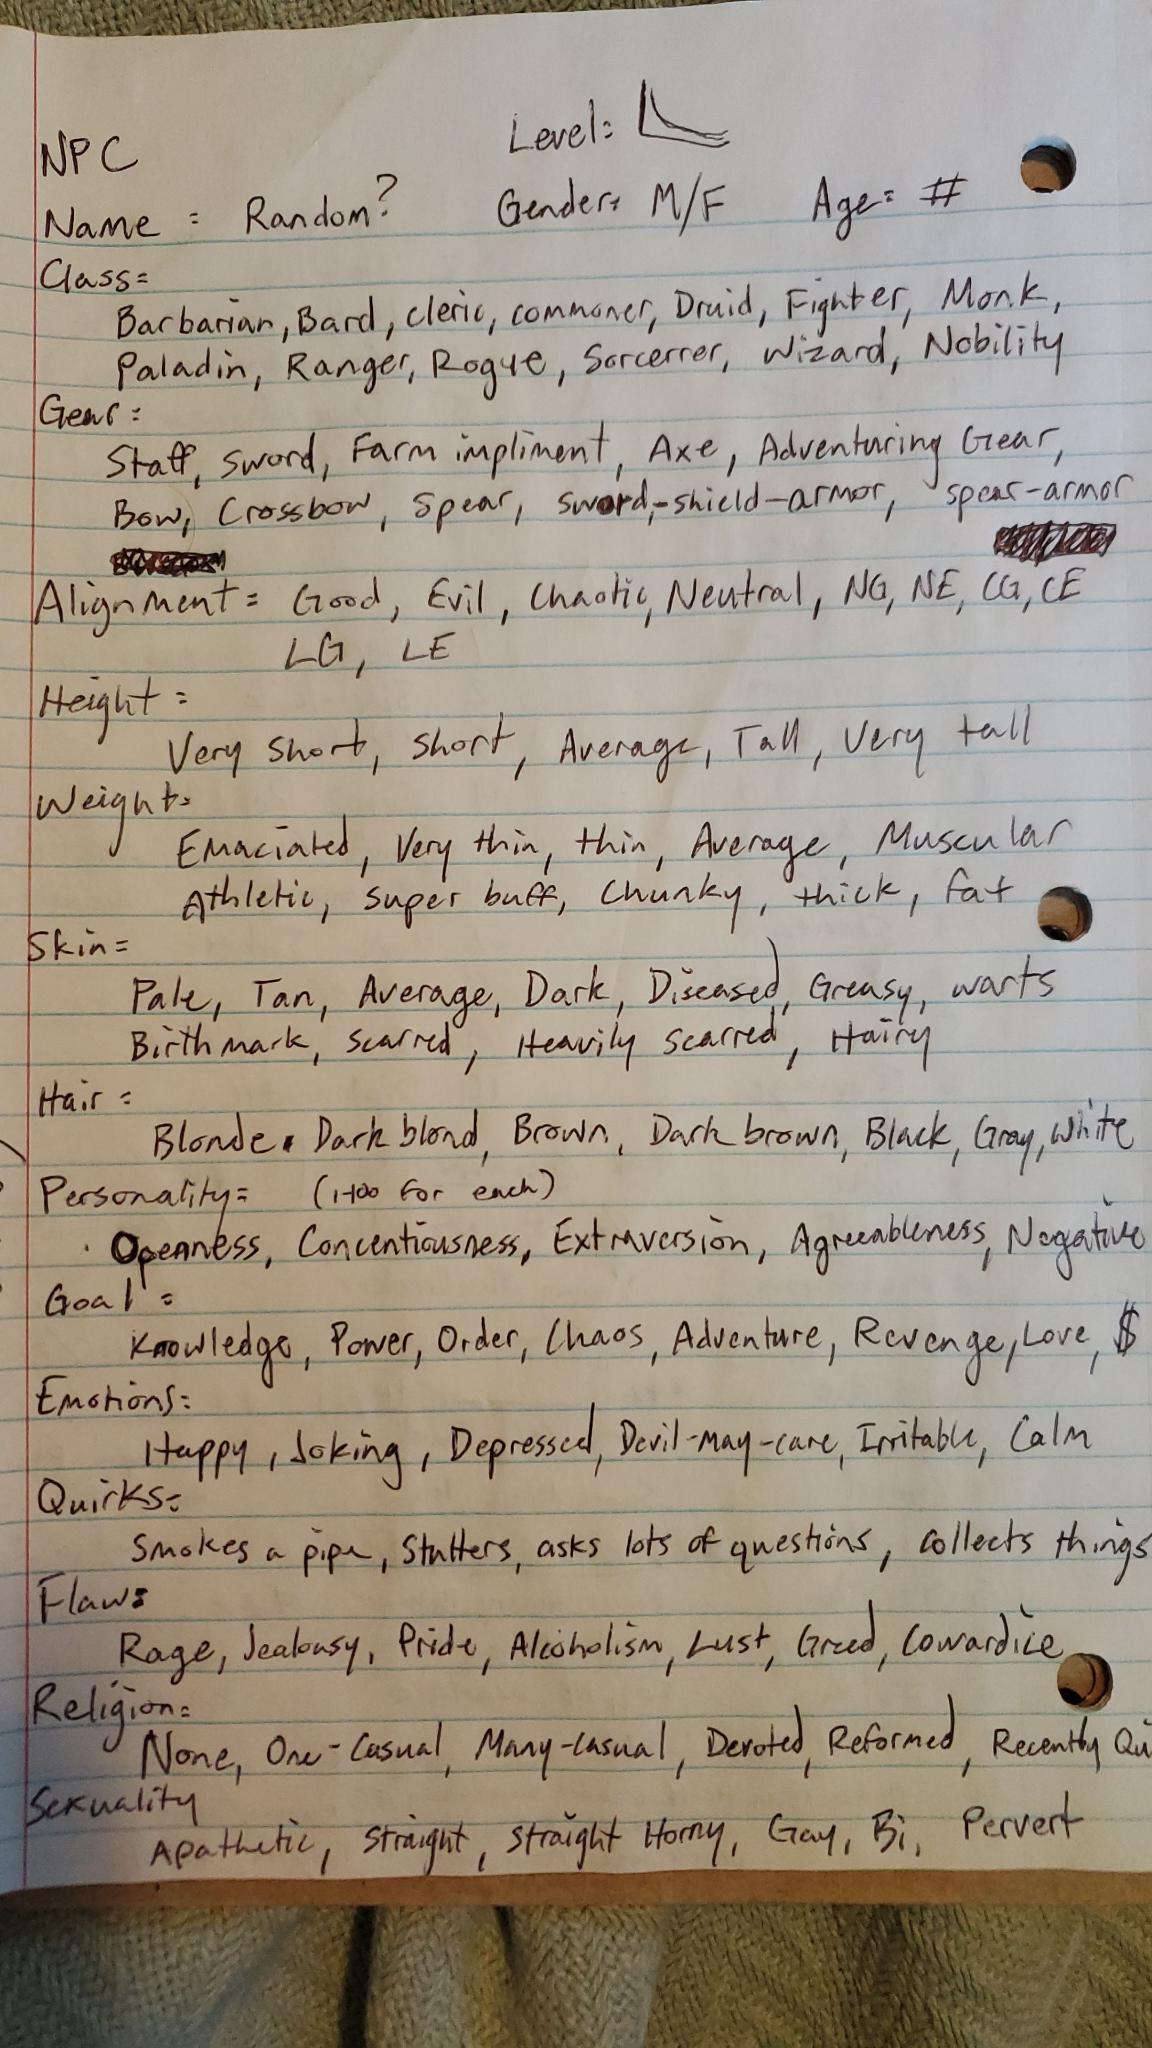 Level:
NPC
Name = Random? Gender: M/F Age= #
Class=
Barbarian, Bard, cleric, commoner, Druid, Fighter, Monk,
Paladin, Ranger, Rogue, Sorcerrer, Wizard, Nobility
Gear:
Staff, sword, Farm impliment, Axe, Adventuring Gear,
Bow, Crossbow, Spear, sword-shield-armor, spear-armor
Alignment= Good, Evil, Chaotic, Neutral, NG, NE, CG, CE
LG, LE
Height=
Very short, short, Average, Tall, Very tall
Weight=
Emaciated, Very thin, thin, Average, Muscular
Athletic, super buff, Chunky, thick, fat
Skin=
Pale, Tan, Average, Dark, Diseased, Greasy, warts
Birthmark, scarred, Heavily scarred, Hairy
Hair=
Blonde. Dark blond, Brown, Dark brown, Black, Gray, white
Personality= (1-100 for each)
Openness, Concentiousness, Extraversion, Agreeableness, Negative
Goal=
Knowledge, Power, Order, Chaos, Adventure, Revenge, Love, $
Emotions=
Happy, Joking, Depressed, Devil-may-care, Irritable, Calm
Quirks=
Smokes a pipe, Stutters, asks lots of questions, collects things
Flaw=
Rage, Jealousy, Pride, Alcoholism, Lust, Greed, Cowardice
Religion=
None, One-Casual, Many-casual, Devoted, Reformed, Recently Qu
Sexuality
Apathetic, Straight, Straight Horny, Gay, Bi, Pervert